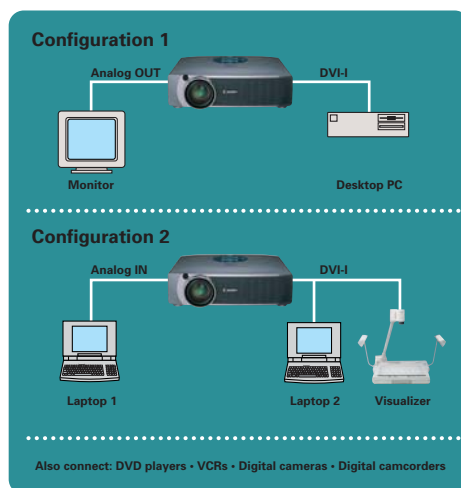 Configuration 1
Analog OUT
DVI-I
Monitor
Desktop PC
Configuration 2
Analog IN
DVI-I
Laptop 1
Laptop 2
Visualizer
Also connect: DVD players • VCRs • Digital cameras • Digital camcorders